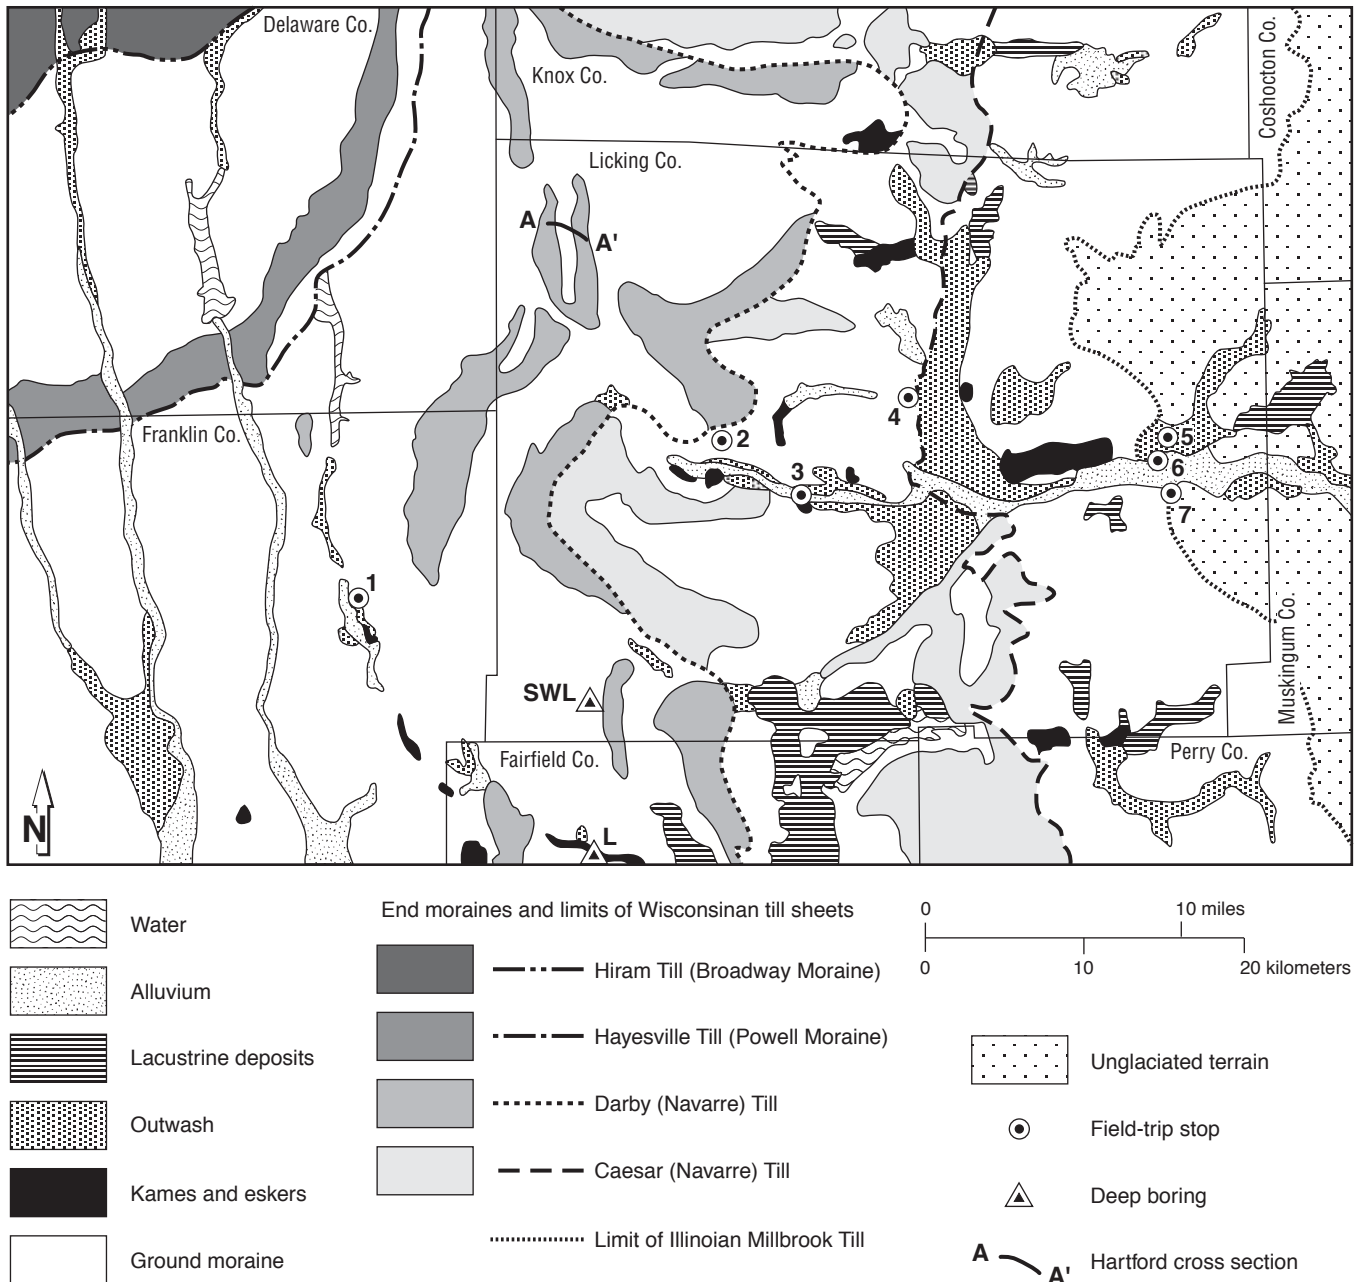 Delaware Co.
Knox Co.
Coshocton Co.
Licking Co.
A
A'
Franklin Co.
2
3
4
5
6
7
1
SWL
Fairfield Co.
Muskingum Co.
Perry Co.
L
N
Water
Alluvium
Lacustrine deposits
Outwash
Kames and eskers
Ground moraine
End moraines and limits of Wisconsinan till sheets
Hiram Till (Broadway Moraine)
Hayesville Till (Powell Moraine)
Darby (Navarre) Till
Caesar (Navarre) Till
Limit of Illinoian Millbrook Till
0 10 miles
0 10 20 kilometers
Unglaciated terrain
Field-trip stop
Deep boring
A A' Hartford cross section